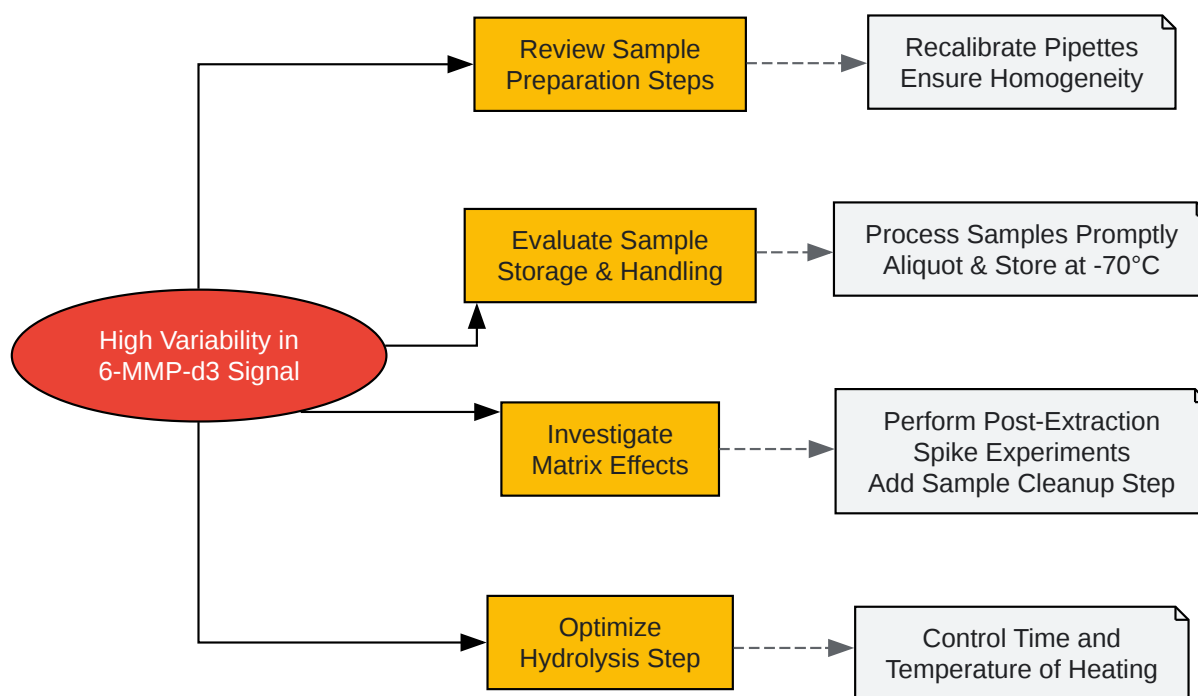 Review Sample
Preparation Steps
Recalibrate Pipettes
Ensure Homogeneity
Evaluate Sample
Storage & Handling
Process Samples Promptly
Aliquot & Store at -70°C
High Variability in
6-MMP-d3 Signal
Investigate
Matrix Effects
Perform Post-Extraction
Spike Experiments
Add Sample Cleanup Step
Optimize
Hydrolysis Step
Control Time and
Temperature of Heating